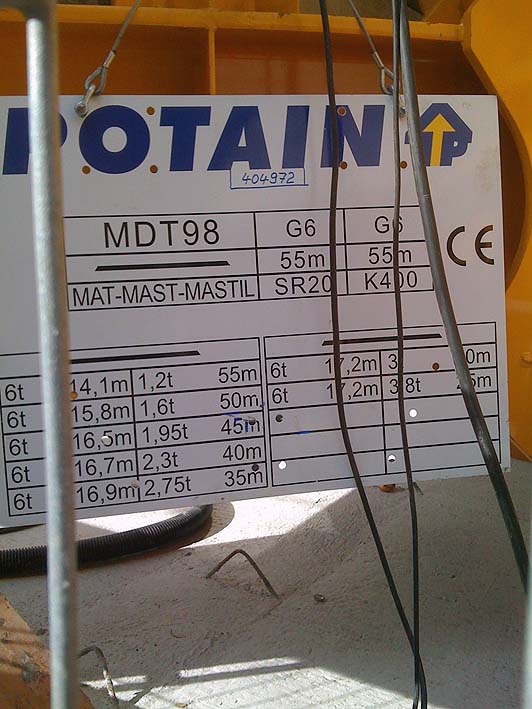 POTAIN P
404972
MDT98 G6 G6
55m 55m
MAT-MAST-MASTIL SR20 K400
CE
6t 14,1m 1,2t 55m
6t 15,8m 1,6t 50m
6t 16,5m 1,95t 45m
6t 16,7m 2,3t 40m
6t 16,9m 2,75t 35m
6t 17,2m
6t 17,2m 3,8t